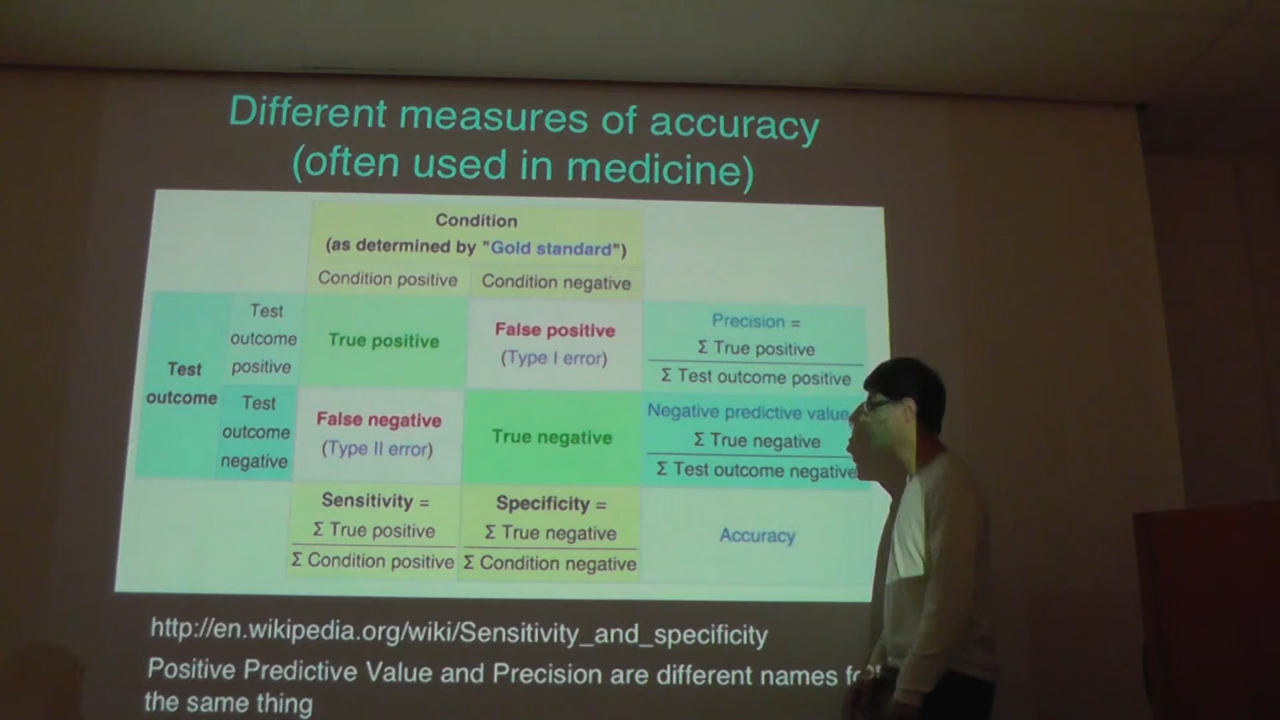 Different measures of accuracy
(often used in medicine)
Condition
(as determined by "Gold standard")
Condition positive
Condition negative
Test
outcome
Test
outcome
positive
True positive
False positive
(Type I error)
Precision =
Σ True positive
Σ Test outcome positive
Test
outcome
negative
False negative
(Type II error)
True negative
Negative predictive value
Σ True negative
Σ Test outcome negative
Sensitivity =
Σ True positive
Σ Condition positive
Specificity =
Σ True negative
Σ Condition negative
Accuracy
http://en.wikipedia.org/wiki/Sensitivity_and_specificity
Positive Predictive Value and Precision are different names for
the same thing